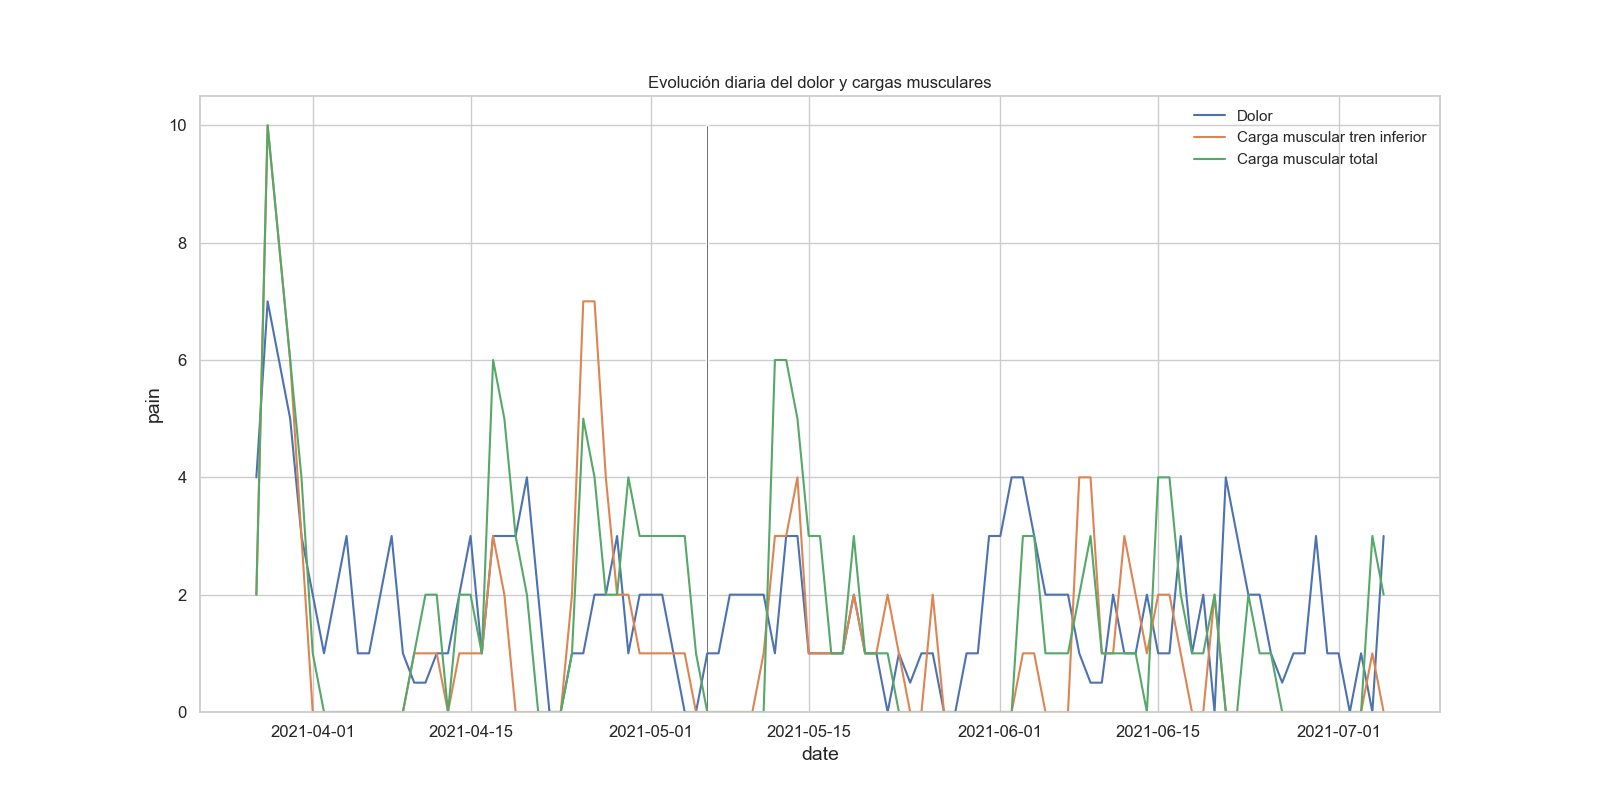 Evolución diaria del dolor y cargas musculares
Dolor
Carga muscular tren inferior
Carga muscular total
10
8
6
4
2
0
pain
2021-04-01
2021-04-15
2021-05-01
2021-05-15
2021-06-01
2021-06-15
2021-07-01
date